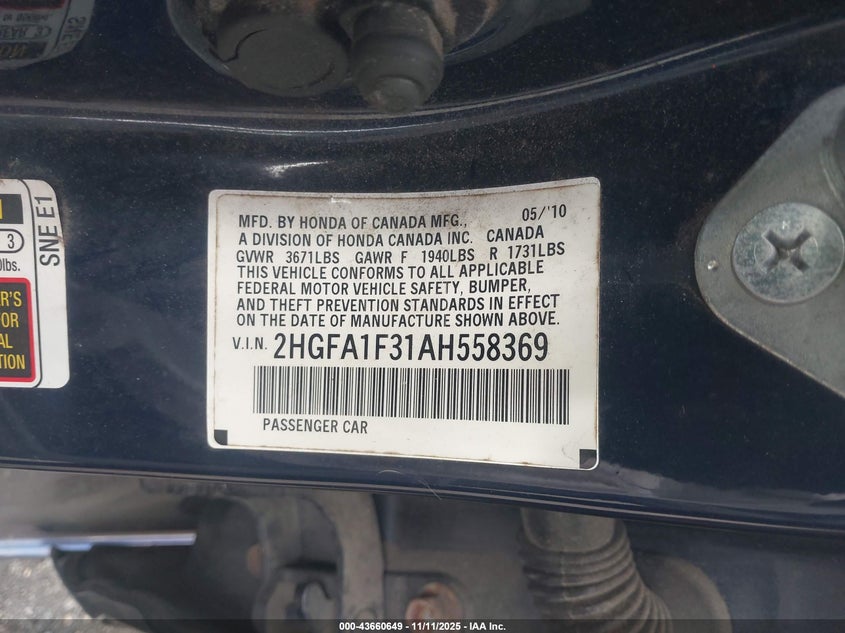 MFD. BY HONDA OF CANADA MFG., 05/'10
A DIVISION OF HONDA CANADA INC. CANADA
GVWR 3671LBS GAWR F 1940LBS R 1731LBS
THIS VEHICLE CONFORMS TO ALL APPLICABLE
FEDERAL MOTOR VEHICLE SAFETY, BUMPER,
AND THEFT PREVENTION STANDARDS IN EFFECT
ON THE DATE OF MANUFACTURE SHOWN ABOVE.
V.I.N. 2HGFA1F31AH558369
PASSENGER CAR
SNE E1
3
000-43660649 - 11/11/2025 - IAA Inc.